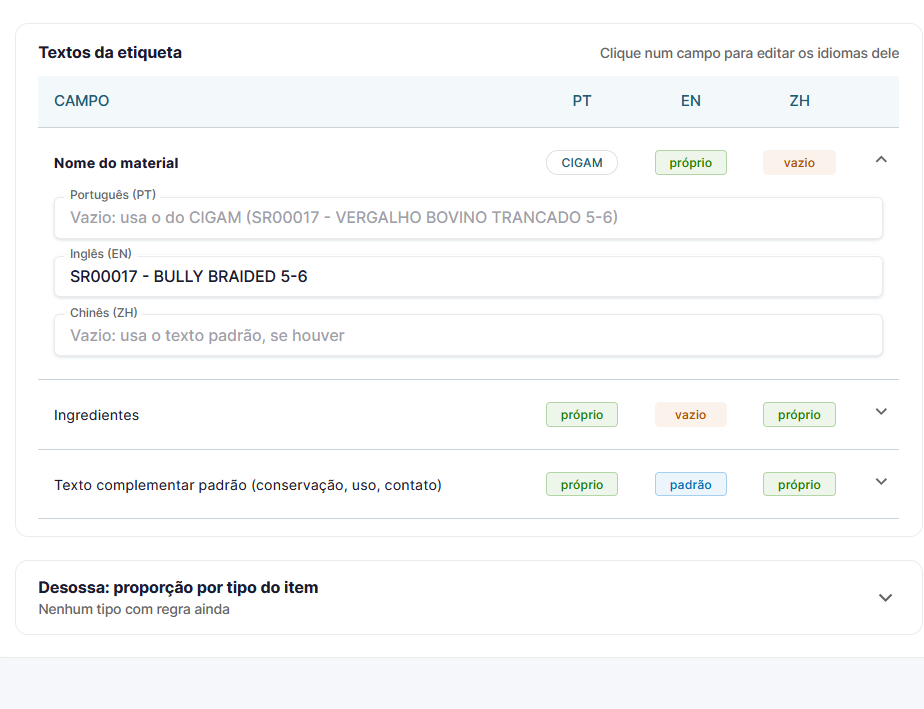 Textos da etiqueta
Clique num campo para editar os idiomas dele
CAMPO PT EN ZH
Nome do material CIGAM próprio vazio
Português (PT)
Vazio: usa o do CIGAM (SR00017 - VERGALHO BOVINO TRANCADO 5-6)
Inglês (EN)
SR00017 - BULLY BRAIDED 5-6
Chinês (ZH)
Vazio: usa o texto padrão, se houver
Ingredientes próprio vazio próprio
Texto complementar padrão (conservação, uso, contato) próprio padrão próprio
Desossa: proporção por tipo do item
Nenhum tipo com regra ainda